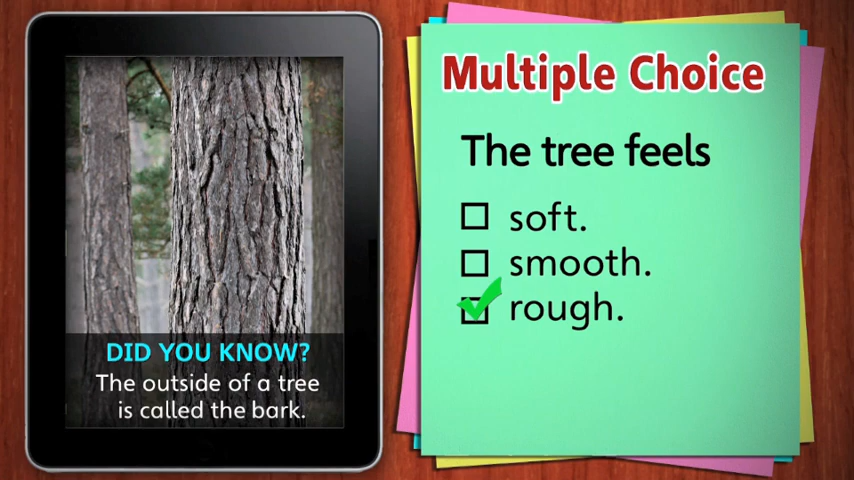 DID YOU KNOW?
The outside of a tree
is called the bark.
Multiple Choice
The tree feels
soft.
smooth.
rough.